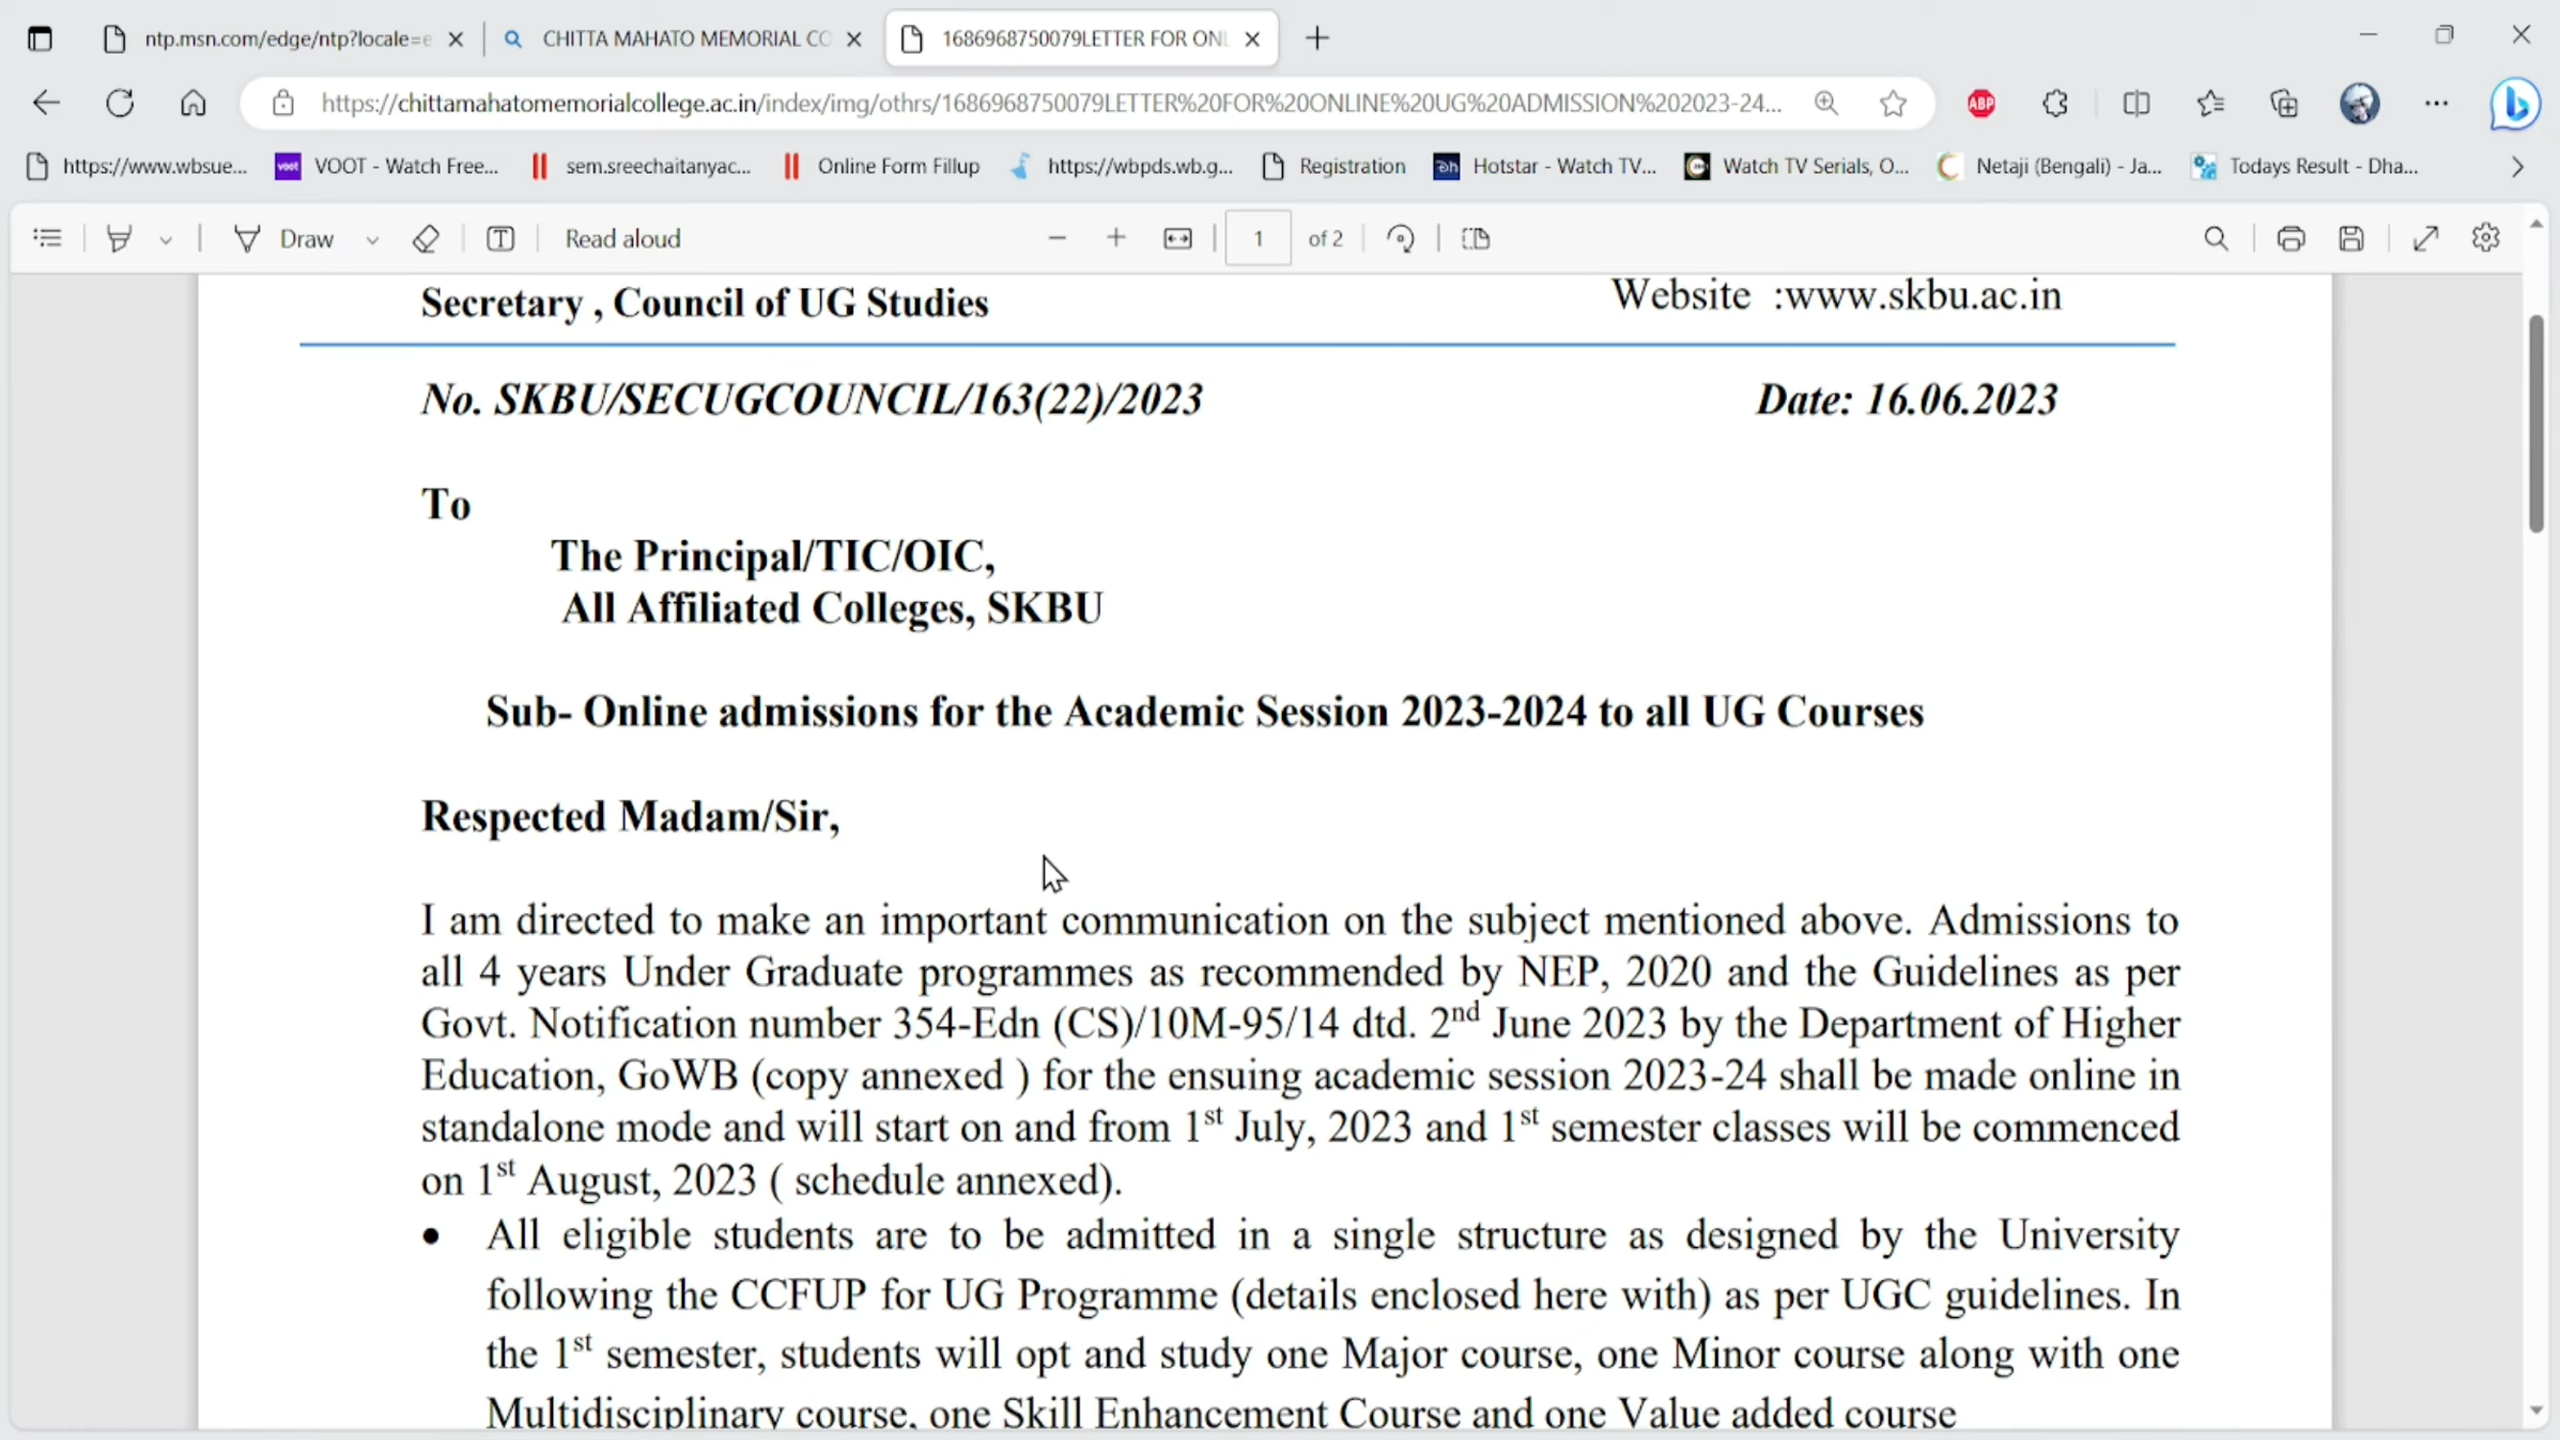 ntp.msn.com/edge/ntp?locale=e
CHITTA MAHATO MEMORIAL CO
1686968750079LETTER FOR ONL
https://chittamahatomemorialcollege.ac.in/index/img/othrs/1686968750079LETTER%20FOR%20ONLINE%20UG%20ADMISSION%202023-24...
ABP
https://www.wbsue... voot VOOT - Watch Free... sem.sreechaitanyac... Online Form Fillup https://wbpds.wb.g... Registration Hotstar - Watch TV... Watch TV Serials, O... Netaji (Bengali) - Ja... Todays Result - Dha...
Draw Read aloud 1 of 2
Secretary , Council of UG Studies Website :www.skbu.ac.in
No. SKBU/SECUGCOUNCIL/163(22)/2023 Date: 16.06.2023
To
The Principal/TIC/OIC,
All Affiliated Colleges, SKBU
Sub- Online admissions for the Academic Session 2023-2024 to all UG Courses
Respected Madam/Sir,
I am directed to make an important communication on the subject mentioned above. Admissions to
all 4 years Under Graduate programmes as recommended by NEP, 2020 and the Guidelines as per
Govt. Notification number 354-Edn (CS)/10M-95/14 dtd. 2nd June 2023 by the Department of Higher
Education, GoWB (copy annexed ) for the ensuing academic session 2023-24 shall be made online in
standalone mode and will start on and from 1st July, 2023 and 1st semester classes will be commenced
on 1st August, 2023 ( schedule annexed).
• All eligible students are to be admitted in a single structure as designed by the University
following the CCFUP for UG Programme (details enclosed here with) as per UGC guidelines. In
the 1st semester, students will opt and study one Major course, one Minor course along with one
Multidisciplinary course, one Skill Enhancement Course and one Value added course